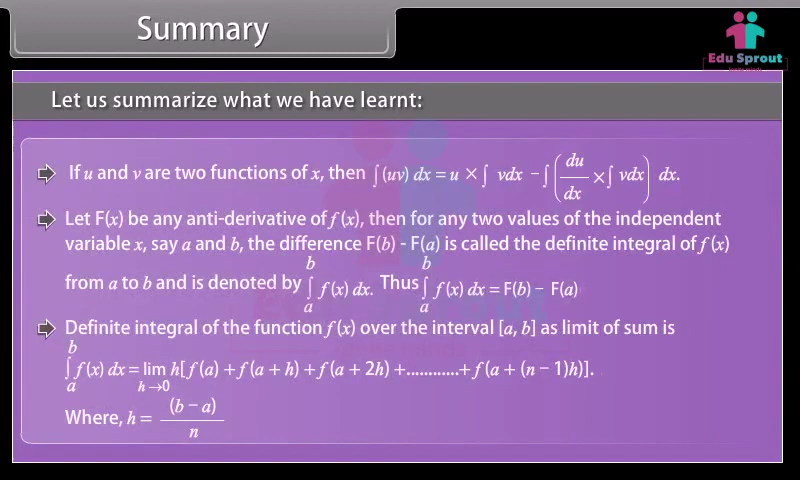 Summary
Edu Sprout
Let us summarize what we have learnt:
If u and v are two functions of x, then ∫(uv) dx = u × ∫ vdx − ∫(du/dx × ∫ vdx) dx.
Let F(x) be any anti-derivative of f(x), then for any two values of the independent
variable x, say a and b, the difference F(b) - F(a) is called the definite integral of f(x)
from a to b and is denoted by ∫ₐᵇ f(x) dx. Thus ∫ₐᵇ f(x) dx = F(b) − F(a)
Definite integral of the function f(x) over the interval [a, b] as limit of sum is
∫ₐᵇ f(x) dx = lim h→0 h[f(a) + f(a + h) + f(a + 2h) +............+ f(a + (n − 1)h)].
Where, h = (b − a)/n